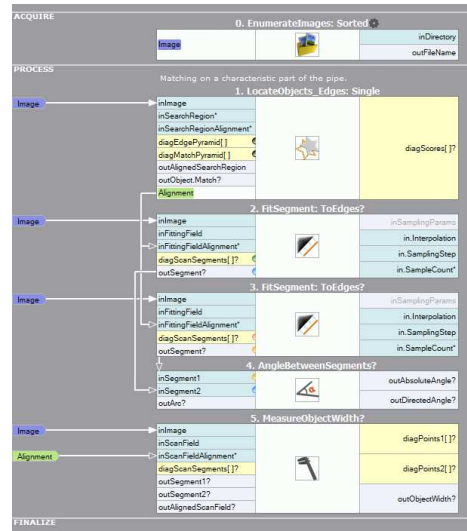 ACQUIRE
0. EnumerateImages: Sorted
Image
inDirectory
outFileName
PROCESS
Matching on a characteristic part of the pipe.
1. LocateObjects_Edges: Single
Image
inImage
inSearchRegion*
inSearchRegionAlignment*
diagEdgePyramid[ ]
diagMatchPyramid[ ]
outAlignedSearchRegion
outObject.Match?
Alignment
diagScores[ ]?
2. FitSegment: ToEdges?
Image
inImage
inFittingField
inFittingFieldAlignment*
diagScanSegments[ ]?
outSegment?
inSamplingParams
in.Interpolation
in.SamplingStep
in.SampleCount*
3. FitSegment: ToEdges?
Image
inImage
inFittingField
inFittingFieldAlignment*
diagScanSegments[ ]?
outSegment?
inSamplingParams
in.Interpolation
in.SamplingStep
in.SampleCount*
4. AngleBetweenSegments?
inSegment1
inSegment2
outArc?
outAbsoluteAngle?
outDirectedAngle?
5. MeasureObjectWidth?
Image
Alignment
inImage
inScanField
inScanFieldAlignment*
diagScanSegments[ ]?
outSegment1?
outSegment2?
outAlignedScanField?
diagPoints1[ ]?
diagPoints2[ ]?
outObjectWidth?
FINALIZE